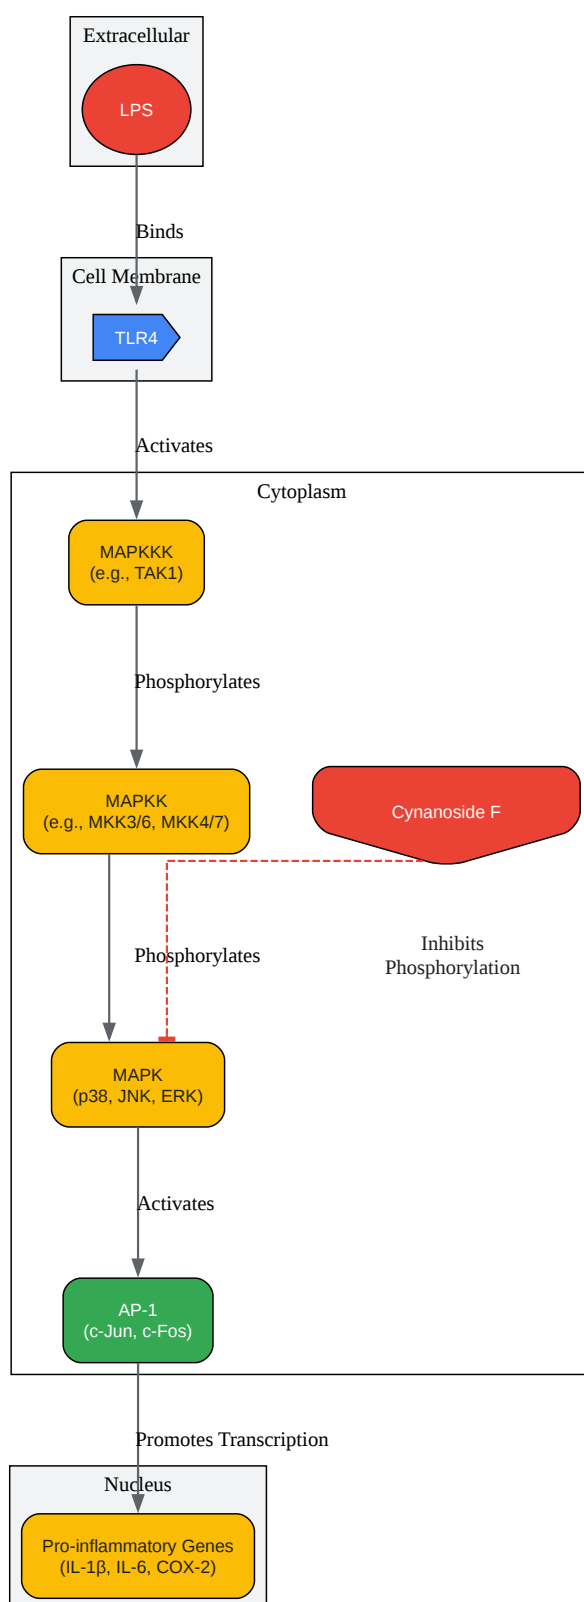 Extracellular
LPS
Binds
Cell Membrane
TLR4
Activates
Cytoplasm
MAPKKK
(e.g., TAK1)
Phosphorylates
MAPKK
(e.g., MKK3/6, MKK4/7)
Cynanoside F
Phosphorylates
Inhibits
Phosphorylation
MAPK
(p38, JNK, ERK)
Activates
AP-1
(c-Jun, c-Fos)
Promotes Transcription
Nucleus
Pro-inflammatory Genes
(IL-1β, IL-6, COX-2)